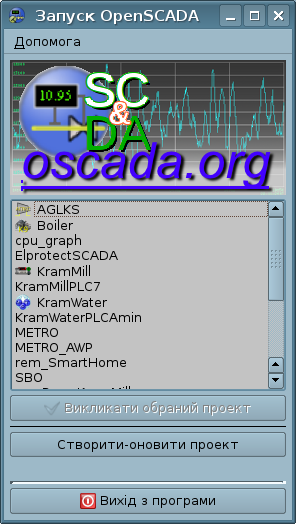 Запуск OpenSCADA
Допомога
10.95
SC
&
DA
oscada.org
AGLKS
Boiler
cpu_graph
ElprotectSCADA
KramMill
KramMillPLC7
KramWater
KramWaterPLCAmin
METRO
METRO_AWP
rem_SmartHome
SBO
Викликати обраний проект
Створити-оновити проект
Вихід з програми